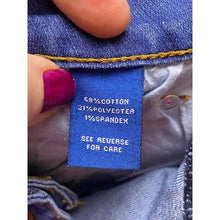 68%COTTON
31%POLYESTER
1%SPANDEX
SEE REVERSE
FOR CARE